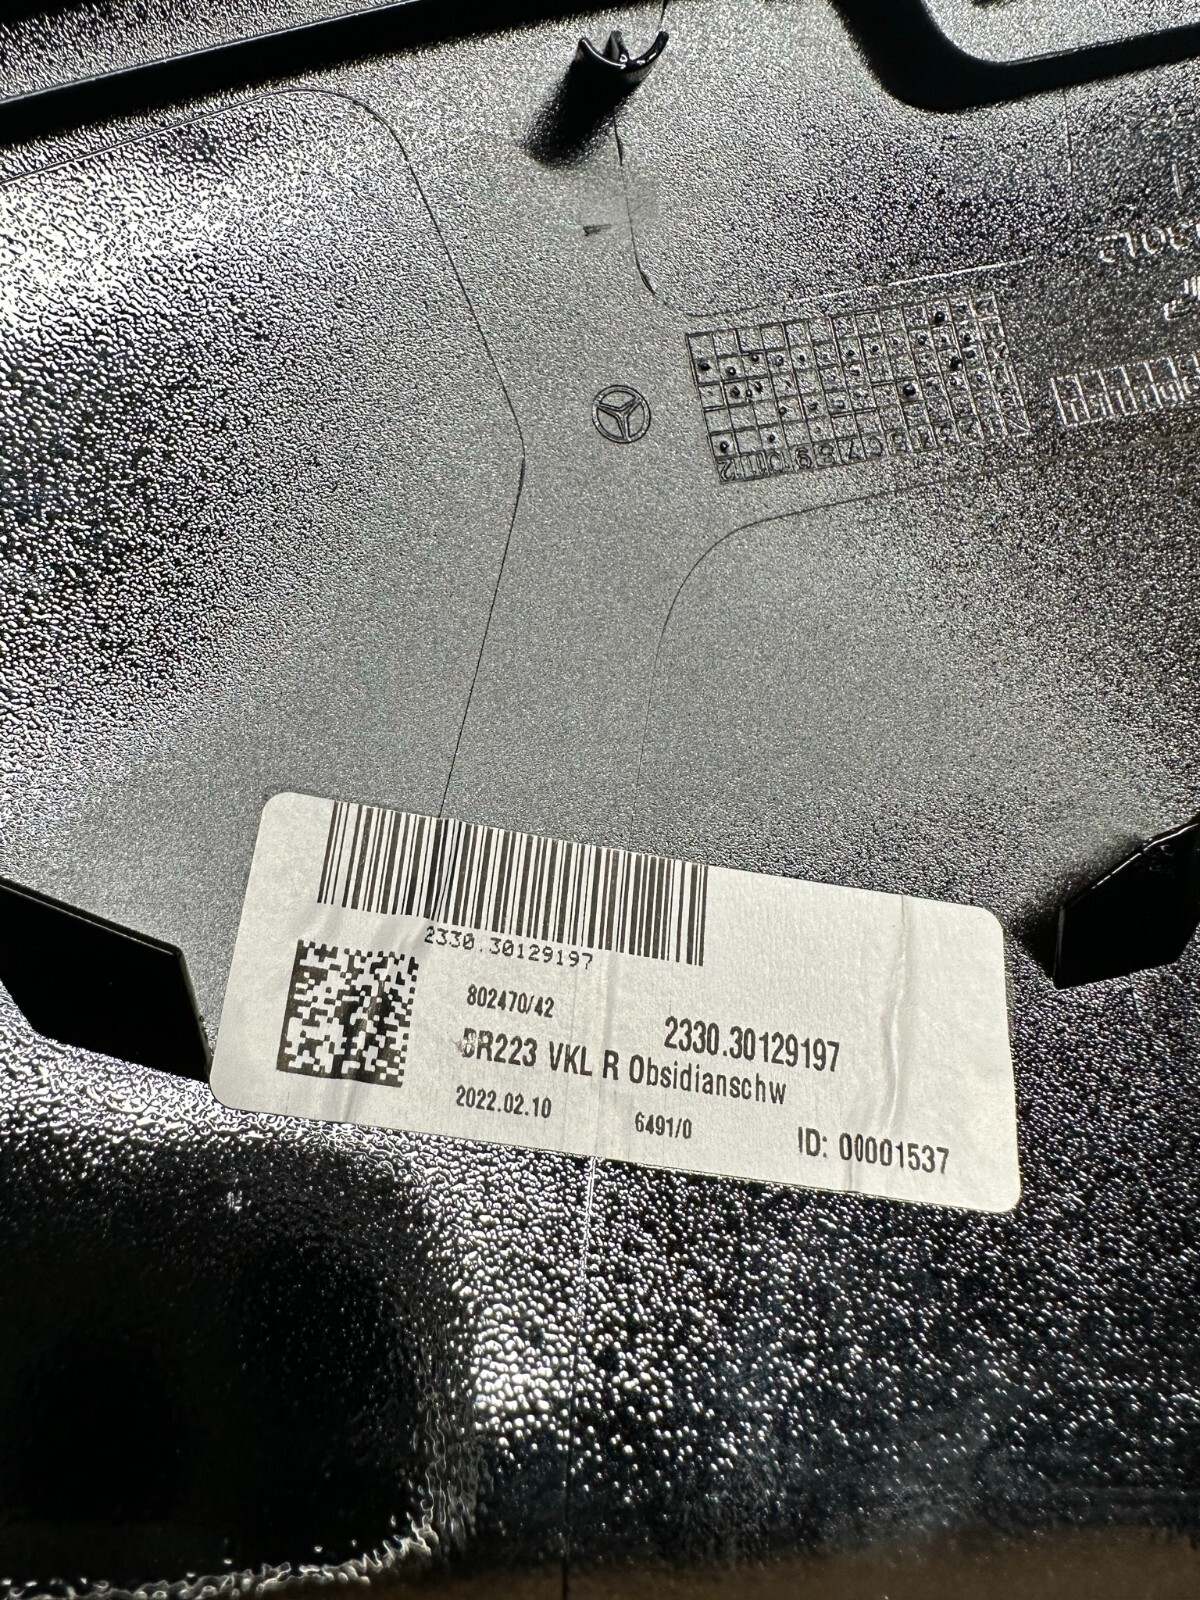 2330.30129197
802470/42
2330.30129197
BR223 VKL R Obsidianschw
2022.02.10
6491/0
ID: 00001537